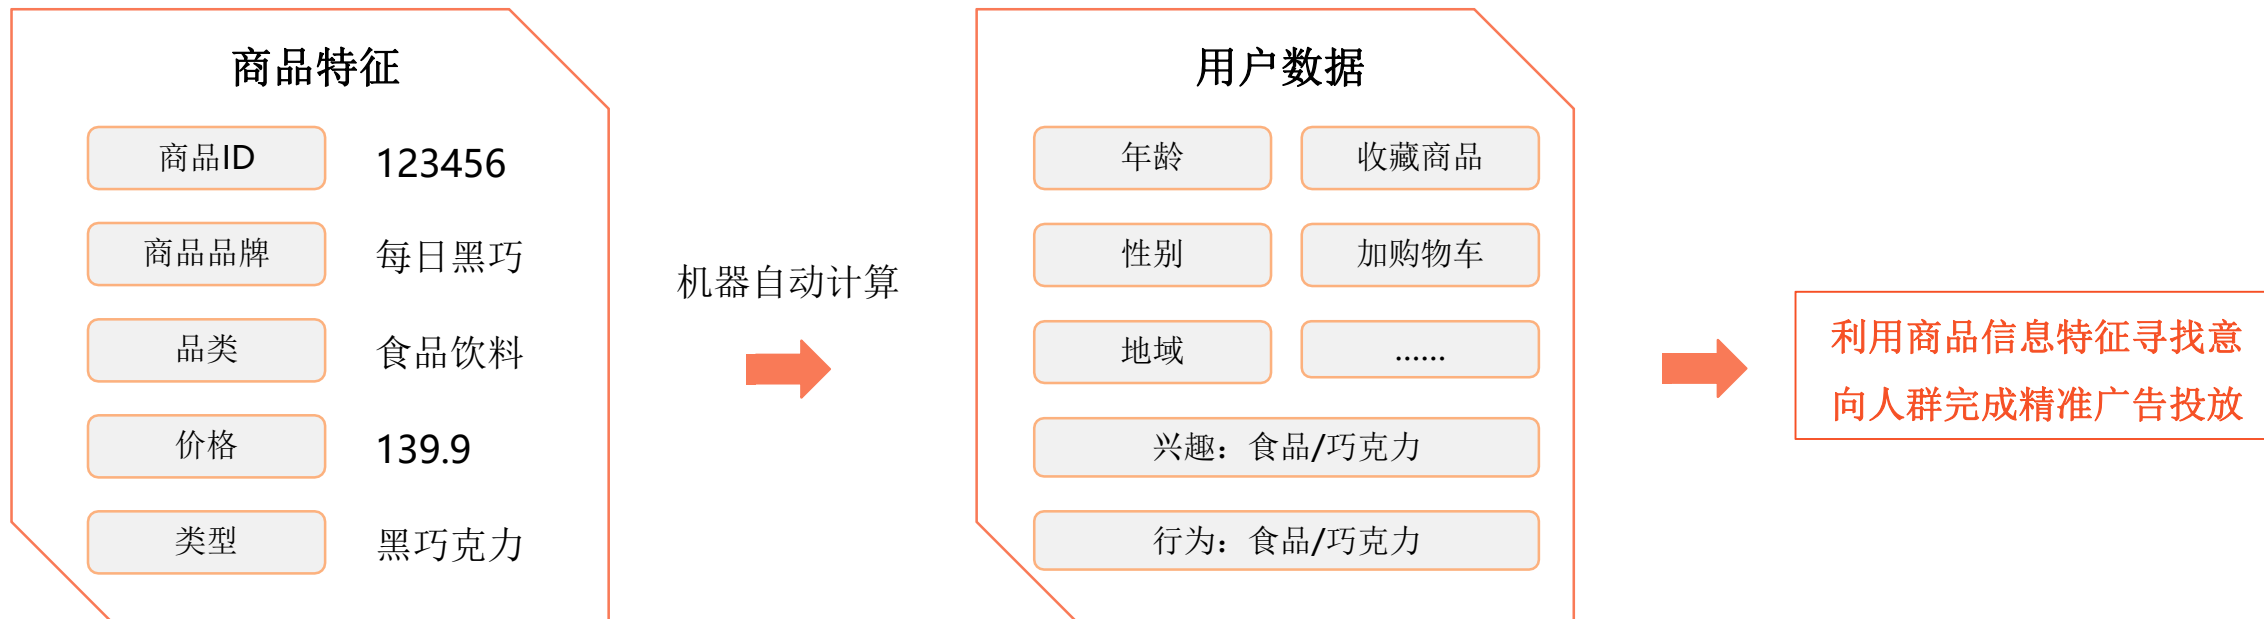 商品特征
商品ID 123456
商品品牌 每日黑巧
品类 食品饮料
价格 139.9
类型 黑巧克力
机器自动计算
用户数据
年龄 收藏商品
性别 加购物车
地域 ......
兴趣：食品/巧克力
行为：食品/巧克力
利用商品信息特征寻找意
向人群完成精准广告投放